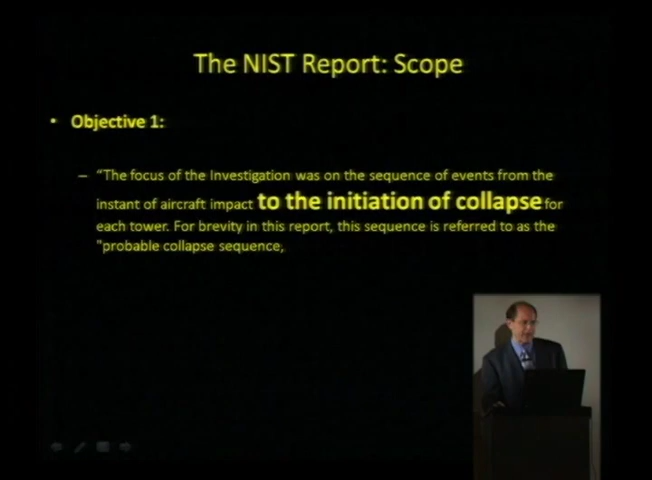 The NIST Report: Scope
• Objective 1:
– "The focus of the Investigation was on the sequence of events from the
instant of aircraft impact to the initiation of collapse for
each tower. For brevity in this report, this sequence is referred to as the
"probable collapse sequence,